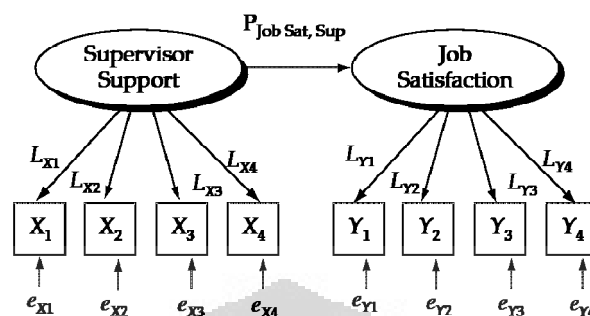 P_Job Sat, Sup
Supervisor Support
Job Satisfaction
L_X1 L_X2 L_X3 L_X4
L_Y1 L_Y2 L_Y3 L_Y4
X_1 X_2 X_3 X_4
Y_1 Y_2 Y_3 Y_4
e_X1 e_X2 e_X3 e_X4
e_Y1 e_Y2 e_Y3 e_Y4